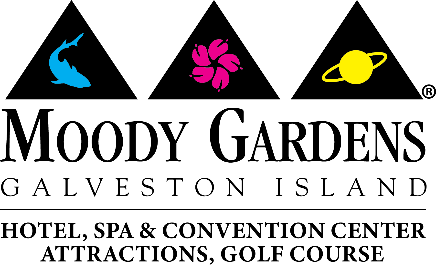 ®
MOODY GARDENS
GALVESTON ISLAND
HOTEL, SPA & CONVENTION CENTER
ATTRACTIONS, GOLF COURSE